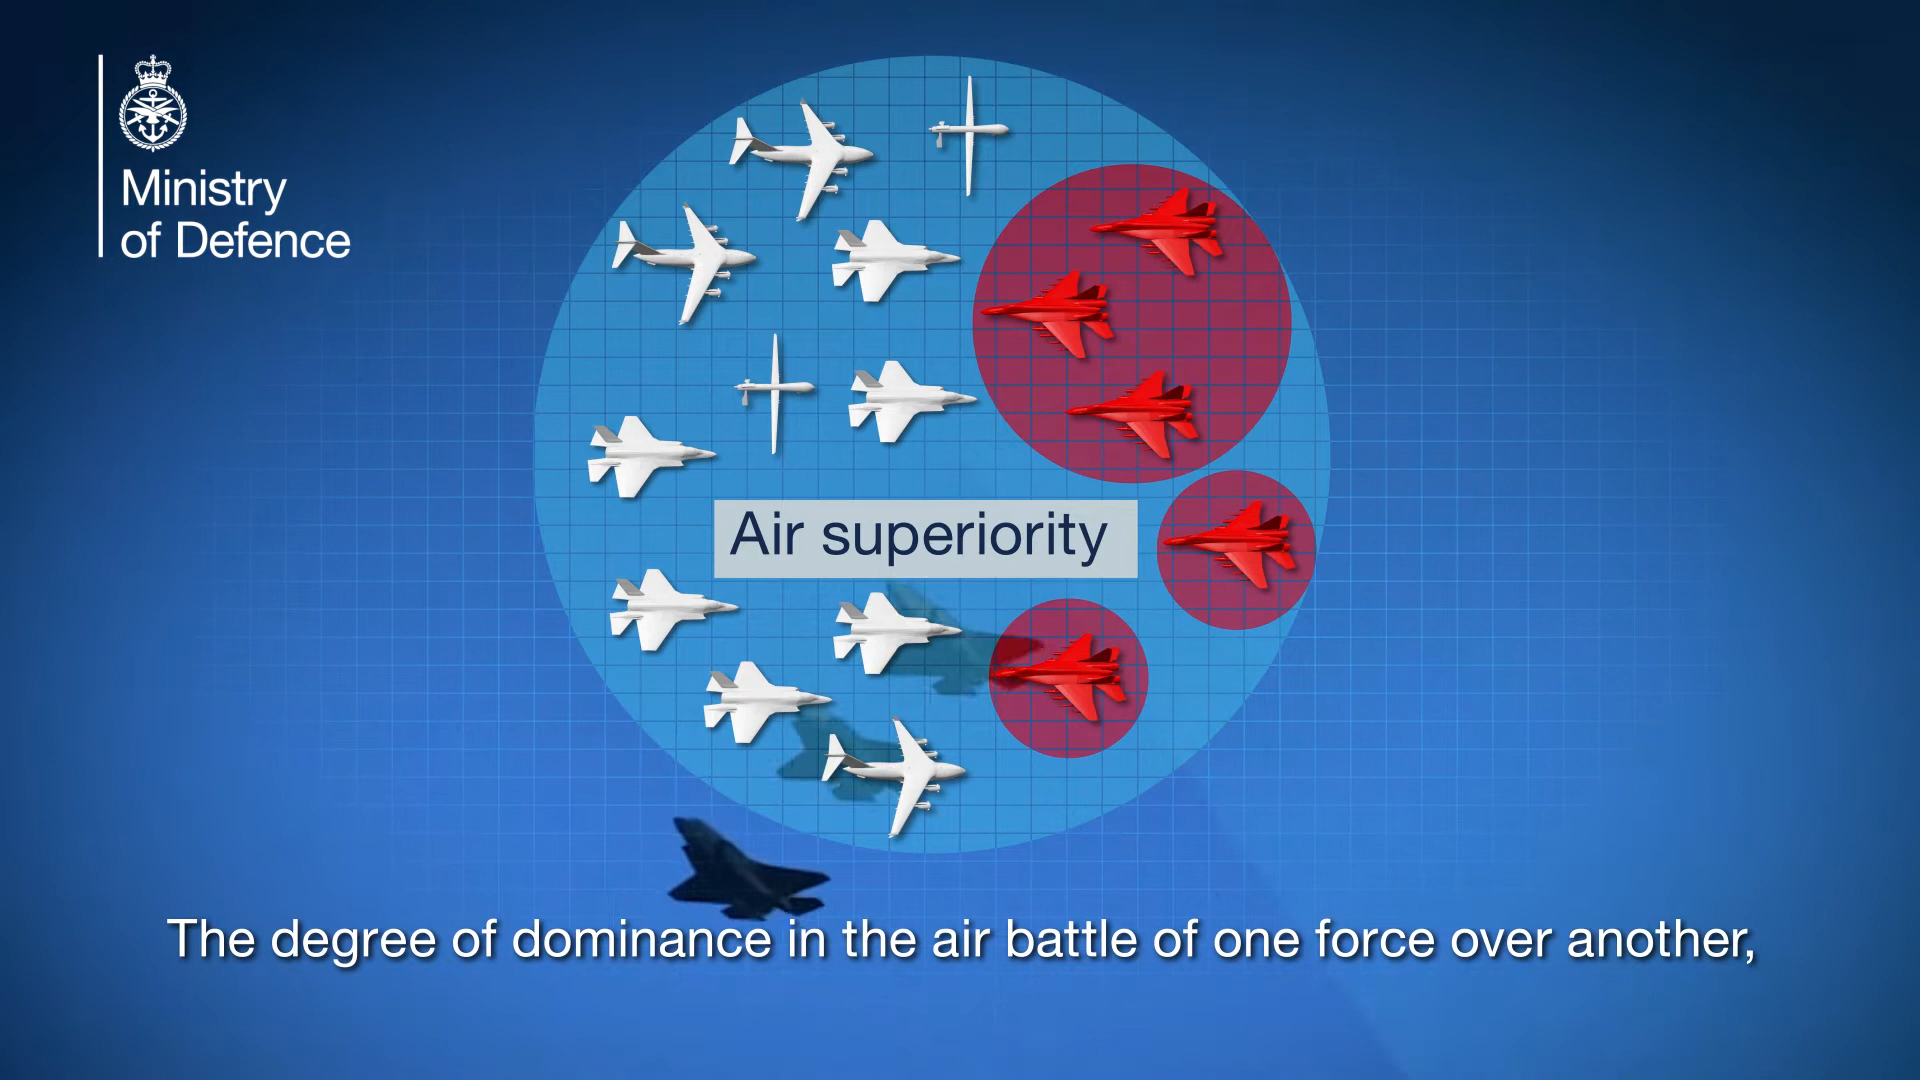 Ministry
of Defence
Air superiority
The degree of dominance in the air battle of one force over another,